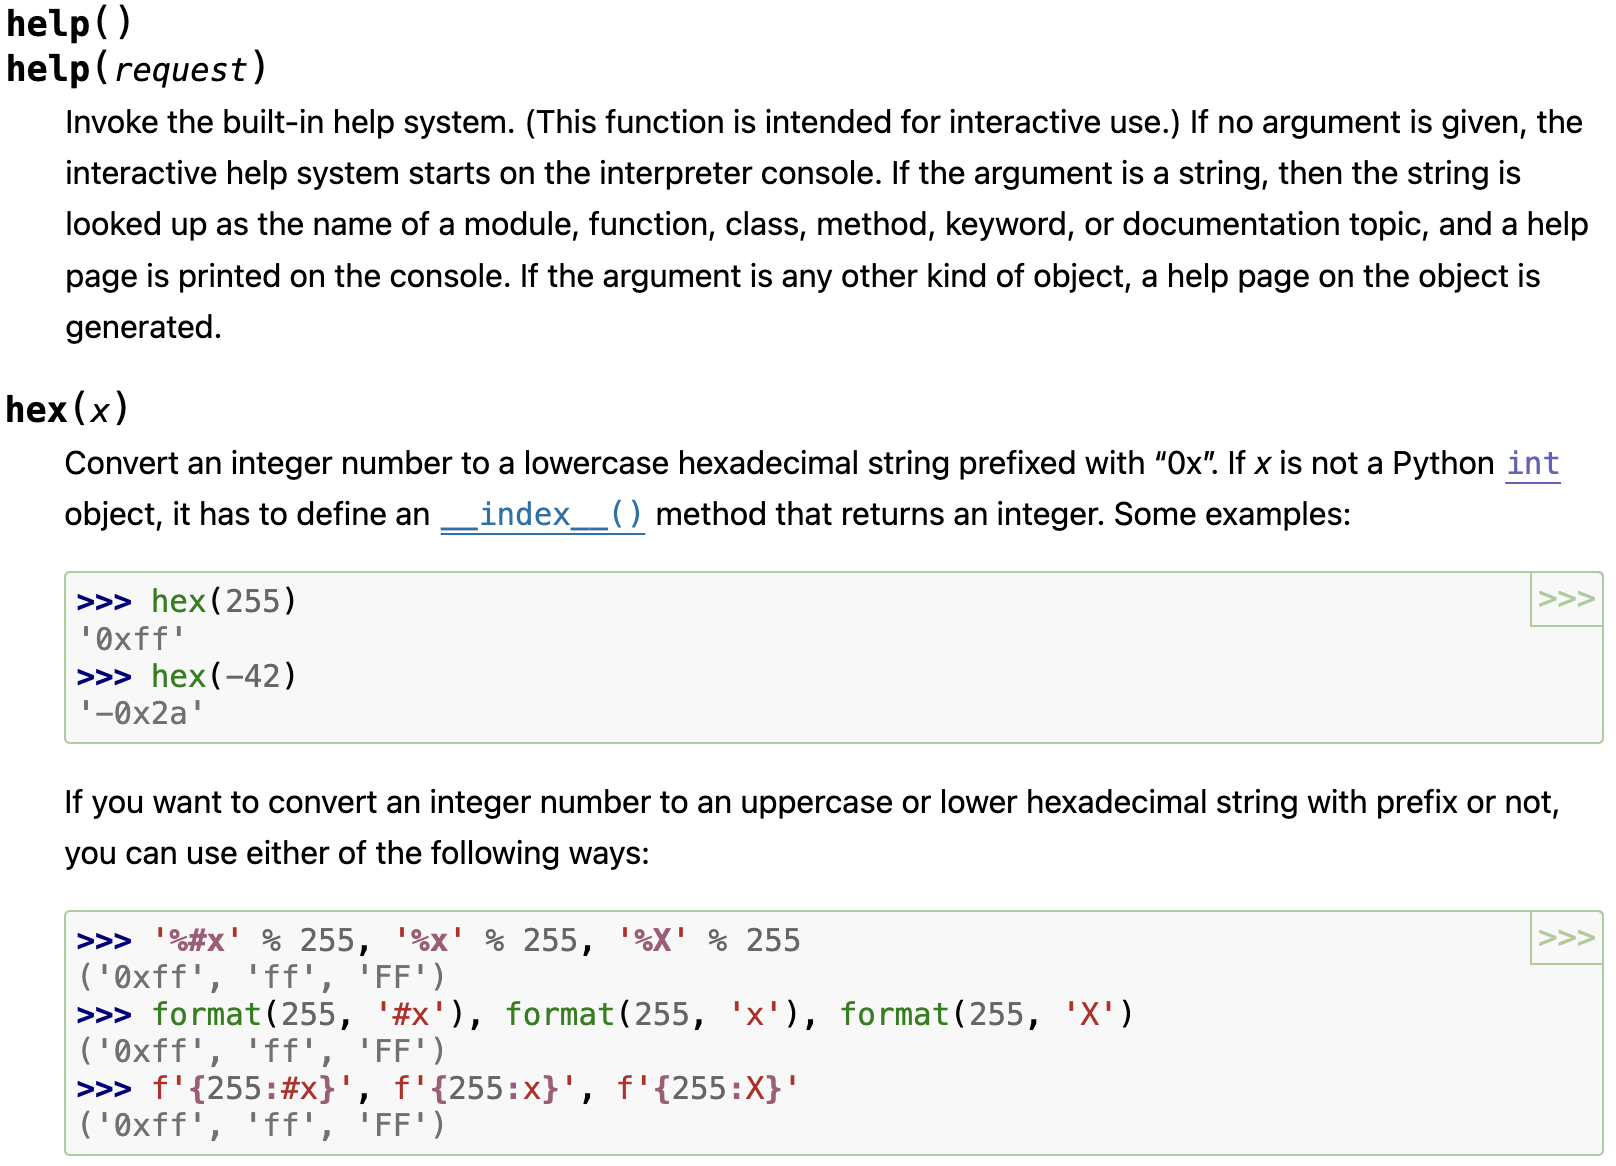 help()
help(request)
Invoke the built-in help system. (This function is intended for interactive use.) If no argument is given, the
interactive help system starts on the interpreter console. If the argument is a string, then the string is
looked up as the name of a module, function, class, method, keyword, or documentation topic, and a help
page is printed on the console. If the argument is any other kind of object, a help page on the object is
generated.
hex(x)
Convert an integer number to a lowercase hexadecimal string prefixed with “0x”. If x is not a Python int
object, it has to define an __index__() method that returns an integer. Some examples:
>>> hex(255)
>>>
'0xff'
>>> hex(-42)
'-0x2a'
If you want to convert an integer number to an uppercase or lower hexadecimal string with prefix or not,
you can use either of the following ways:
>>> '%#x' % 255, '%x' % 255, '%X' % 255
>>>
('0xff', 'ff', 'FF')
>>> format(255, '#x'), format(255, 'x'), format(255, 'X')
('0xff', 'ff', 'FF')
>>> f'{255:#x}', f'{255:x}', f'{255:X}'
('0xff', 'ff', 'FF')